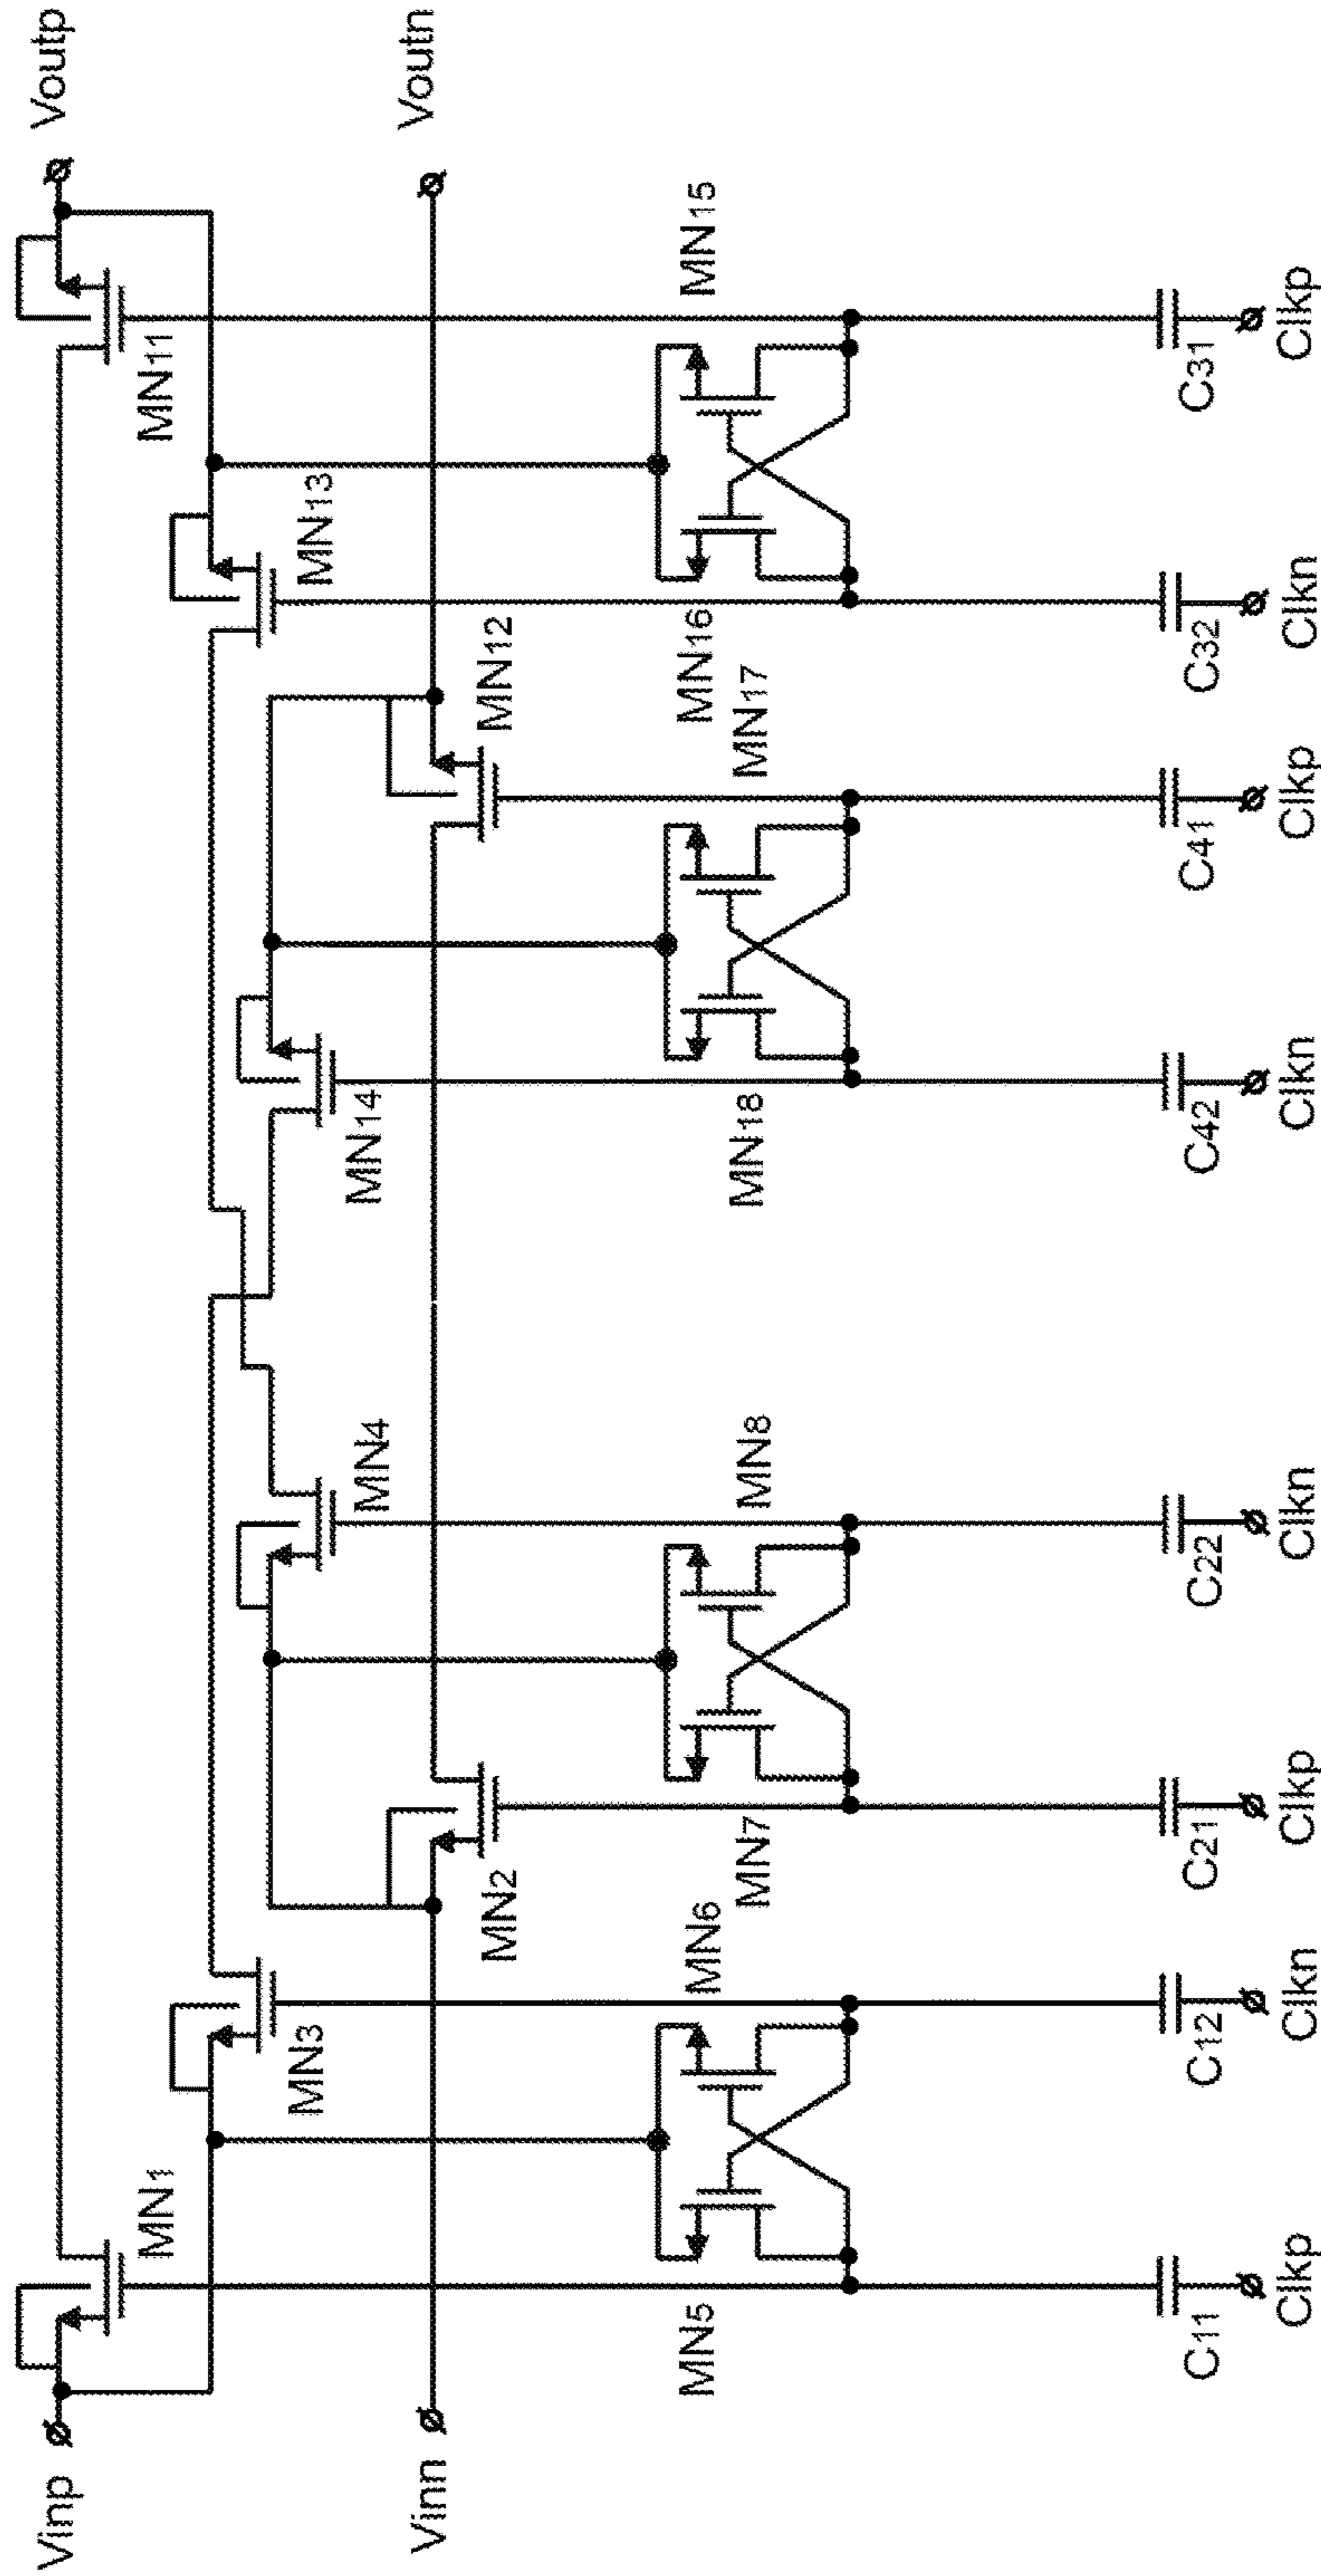 Vinp
Voutp
MN1
MN11
MN3
MN13
MN4
MN14
Vinn
Voutn
MN2
MN12
MN5
MN6
MN7
MN8
MN18
MN17
MN16
MN15
C11
C12
C21
C22
C42
C41
C32
C31
Clkp
Clkn
Clkp
Clkn
Clkn
Clkp
Clkn
Clkp